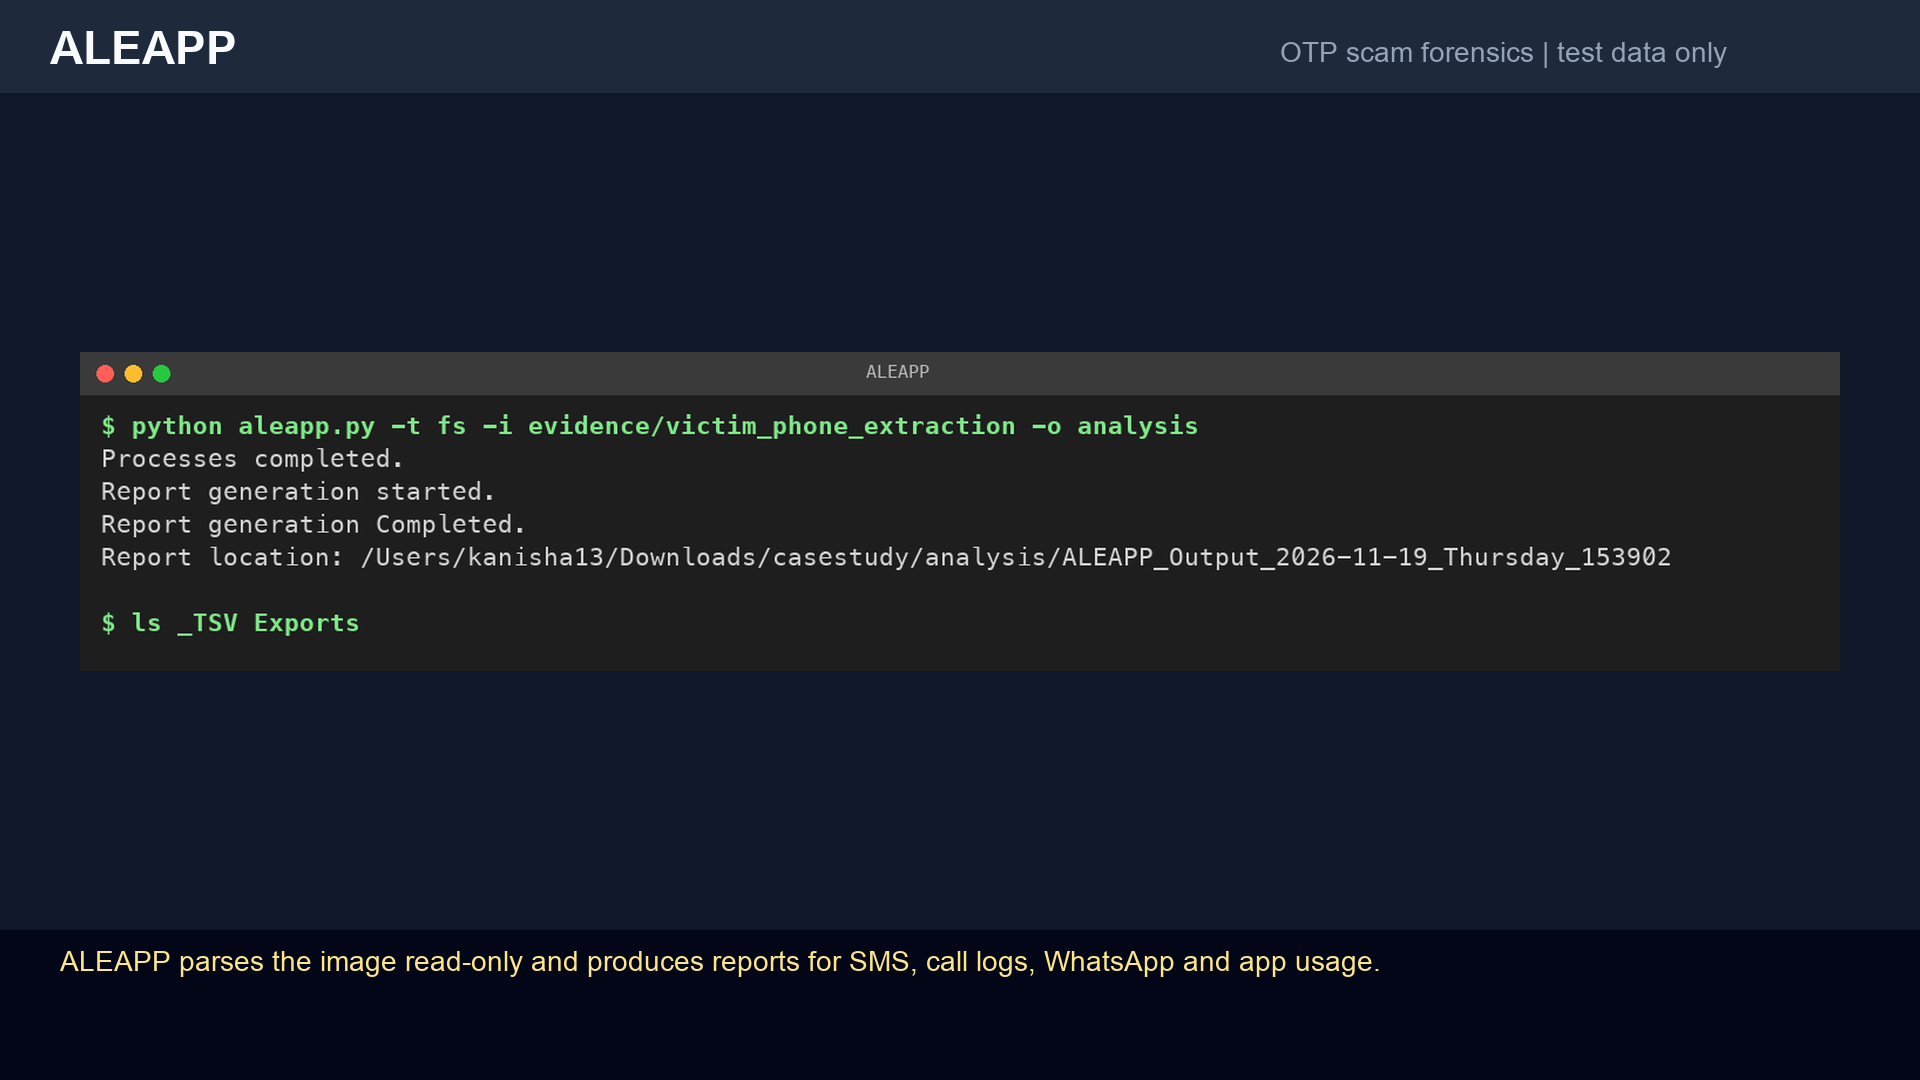 ALEAPP
OTP scam forensics | test data only
ALEAPP
$ python aleapp.py -t fs -i evidence/victim_phone_extraction -o analysis
Processes completed.
Report generation started.
Report generation Completed.
Report location: /Users/kanisha13/Downloads/casestudy/analysis/ALEAPP_Output_2026-11-19_Thursday_153902
$ ls _TSV Exports
ALEAPP parses the image read-only and produces reports for SMS, call logs, WhatsApp and app usage.